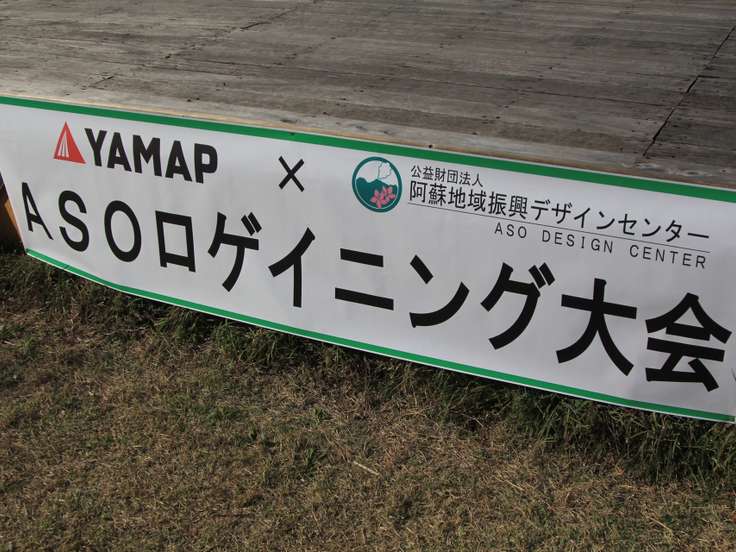 YAMAP × 公益財団法人
阿蘇地域振興デザインセンター
ASO DESIGN CENTER
ASOロゲイニング大会